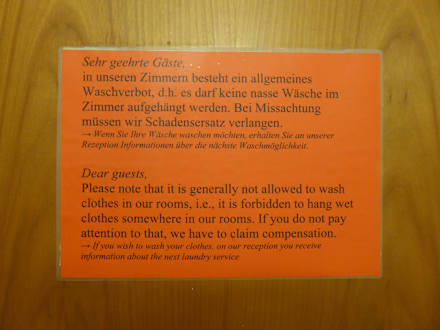 Sehr geehrte Gäste,
in unseren Zimmern besteht ein allgemeines
Waschverbot, d.h. es darf keine nasse Wäsche im
Zimmer aufgehängt werden. Bei Missachtung
müssen wir Schadensersatz verlangen.
→ Wenn Sie Ihre Wäsche waschen möchten, erhalten Sie an unserer
Rezeption Informationen über die nächste Waschmöglichkeit.
Dear guests,
Please note that it is generally not allowed to wash
clothes in our rooms, i.e., it is forbidden to hang wet
clothes somewhere in our rooms. If you do not pay
attention to that, we have to claim compensation.
→ If you wish to wash your clothes, on our reception you receive
information about the next laundry service